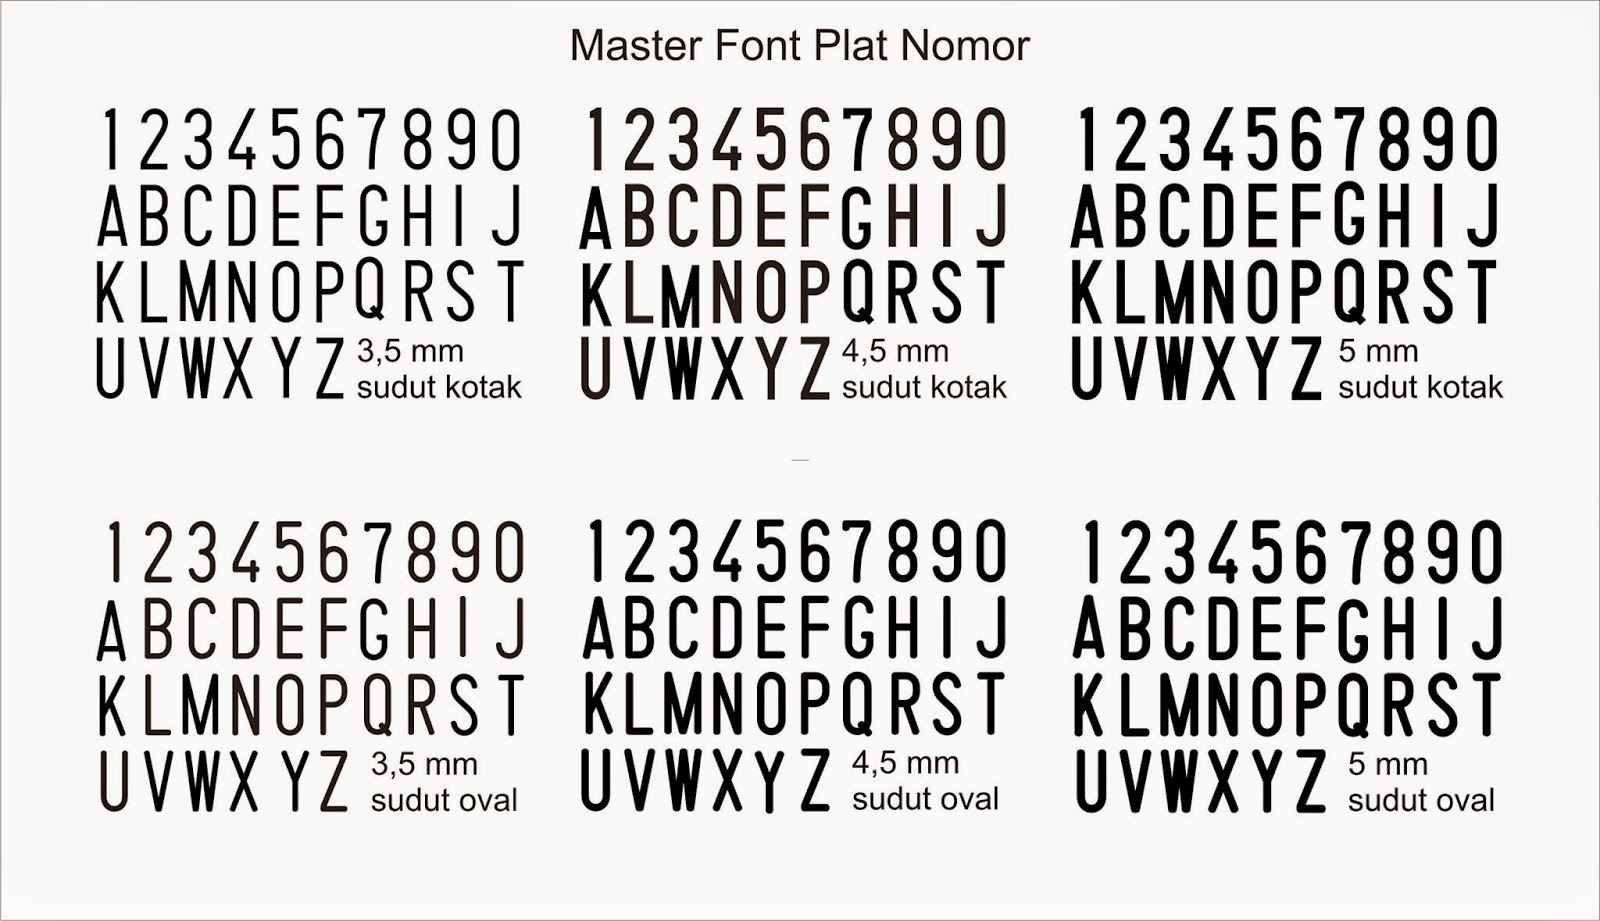 Master Font Plat Nomor
1234567890
ABCDEFGHIJ
KLMNOPQRST
UVWXYZ 3,5 mm
sudut kotak
1234567890
ABCDEFGHIJ
KLMNOPQRST
UVWXYZ 4,5 mm
sudut kotak
1234567890
ABCDEFGHIJ
KLMNOPQRST
UVWXYZ 5 mm
sudut kotak
1234567890
ABCDEFGHIJ
KLMNOPQRST
UVWXYZ 3,5 mm
sudut oval
1234567890
ABCDEFGHIJ
KLMNOPQRST
UVWXYZ 4,5 mm
sudut oval
1234567890
ABCDEFGHIJ
KLMNOPQRST
UVWXYZ 5 mm
sudut oval